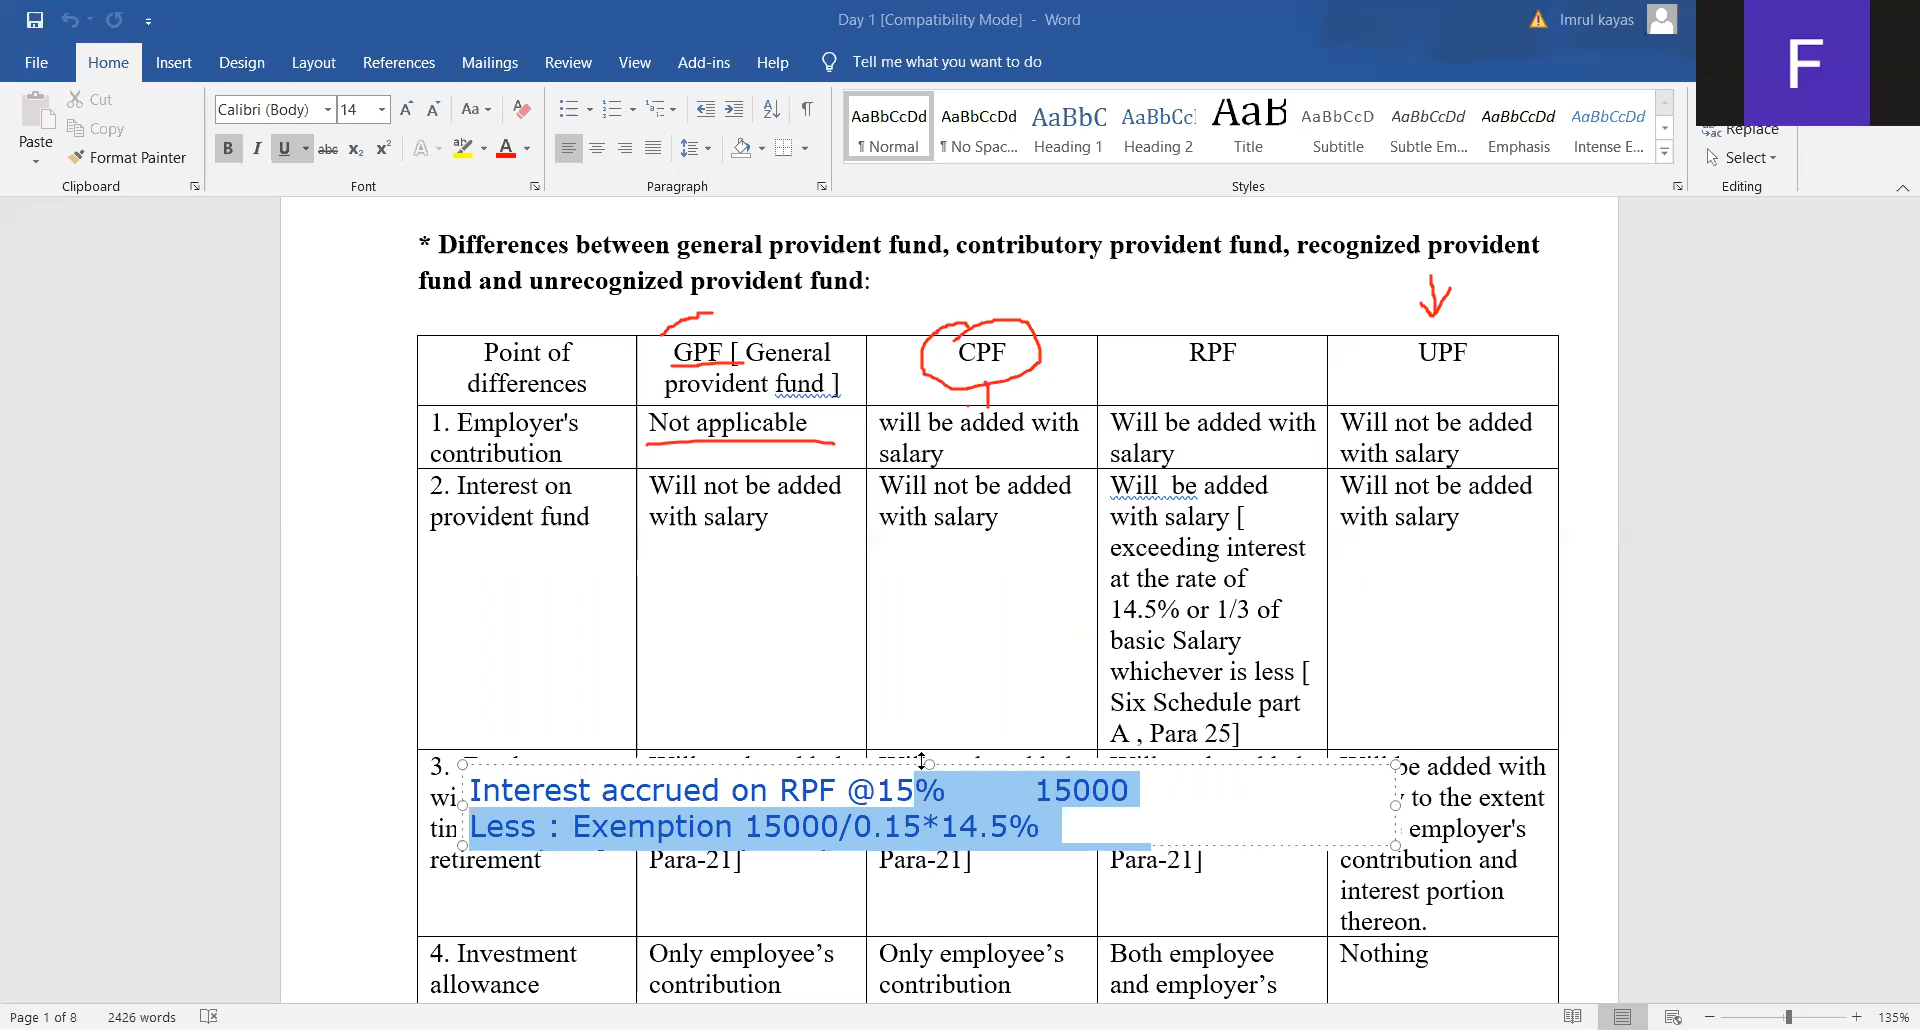 Day 1 [Compatibility Mode] - Word
Imrul kayas
F
File Home Insert Design Layout References Mailings Review View Add-ins Help Tell me what you want to do
Paste
Cut
Copy
Format Painter
Clipboard
Calibri (Body) 14
Aa
B I U abc x₂ x² A A
Font
Paragraph
AaBbCcDd AaBbCcDd AaBbC AaBbCcI AaB AaBbCcD AaBbCcDd AaBbCcDd AaBbCcDd
¶ Normal ¶ No Spac... Heading 1 Heading 2 Title Subtitle Subtle Em... Emphasis Intense E...
Styles
Replace
Select
Editing
* Differences between general provident fund, contributory provident fund, recognized provident
fund and unrecognized provident fund:
Point of
differences
GPF [ General
provident fund ]
CPF
RPF
UPF
1. Employer's
contribution
Not applicable
will be added with
salary
Will be added with
salary
Will not be added
with salary
2. Interest on
provident fund
Will not be added
with salary
Will not be added
with salary
Will be added
with salary [
exceeding interest
at the rate of
14.5% or 1/3 of
basic Salary
whichever is less [
Six Schedule part
A , Para 25]
Will not be added
with salary
3.
retirement
Para-21]
Para-21]
Para-21]
be added with
to the extent
employer's
contribution and
interest portion
thereon.
Interest accrued on RPF @15% 15000
Less : Exemption 15000/0.15*14.5%
4. Investment
allowance
Only employee’s
contribution
Only employee’s
contribution
Both employee
and employer’s
Nothing
Page 1 of 8 2426 words
135%